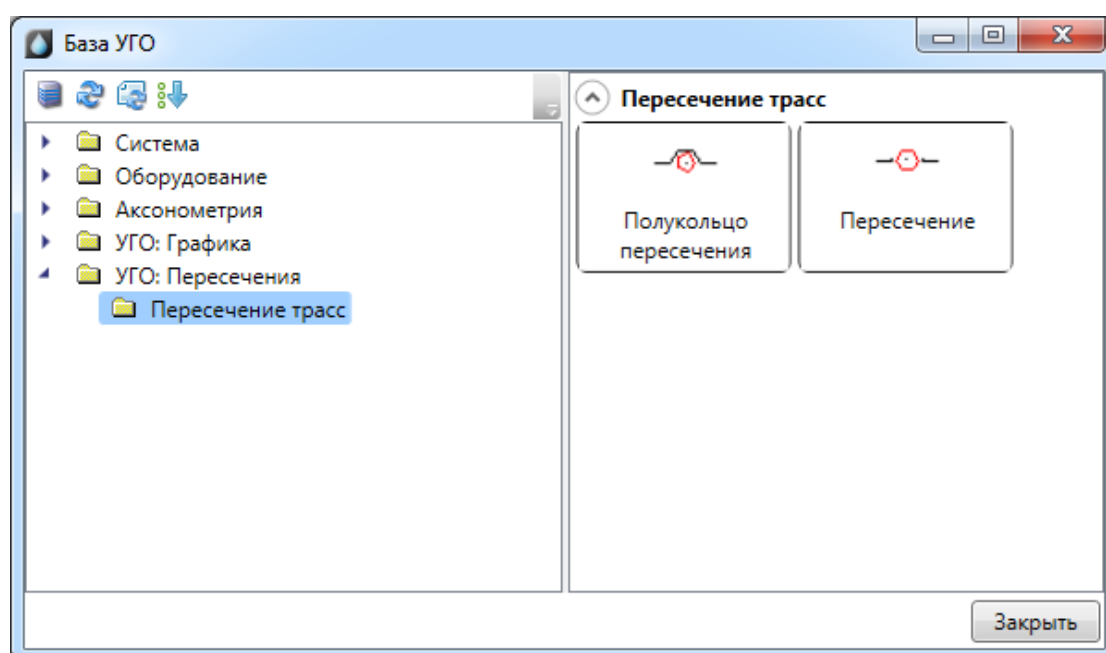 База УГО
Система
Оборудование
Аксонометрия
УГО: Графика
УГО: Пересечения
Пересечение трасс
Пересечение трасс
Полукольцо
пересечения
Пересечение
Закрыть